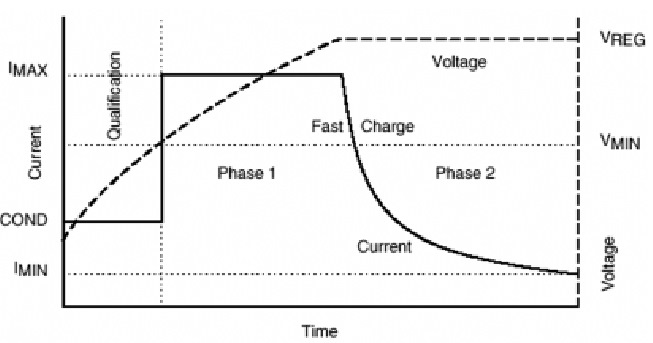 VREG
IMAX
Qualification
Voltage
Current
Fast Charge
VMIN
Phase 1
Phase 2
COND
Current
IMIN
Voltage
Time